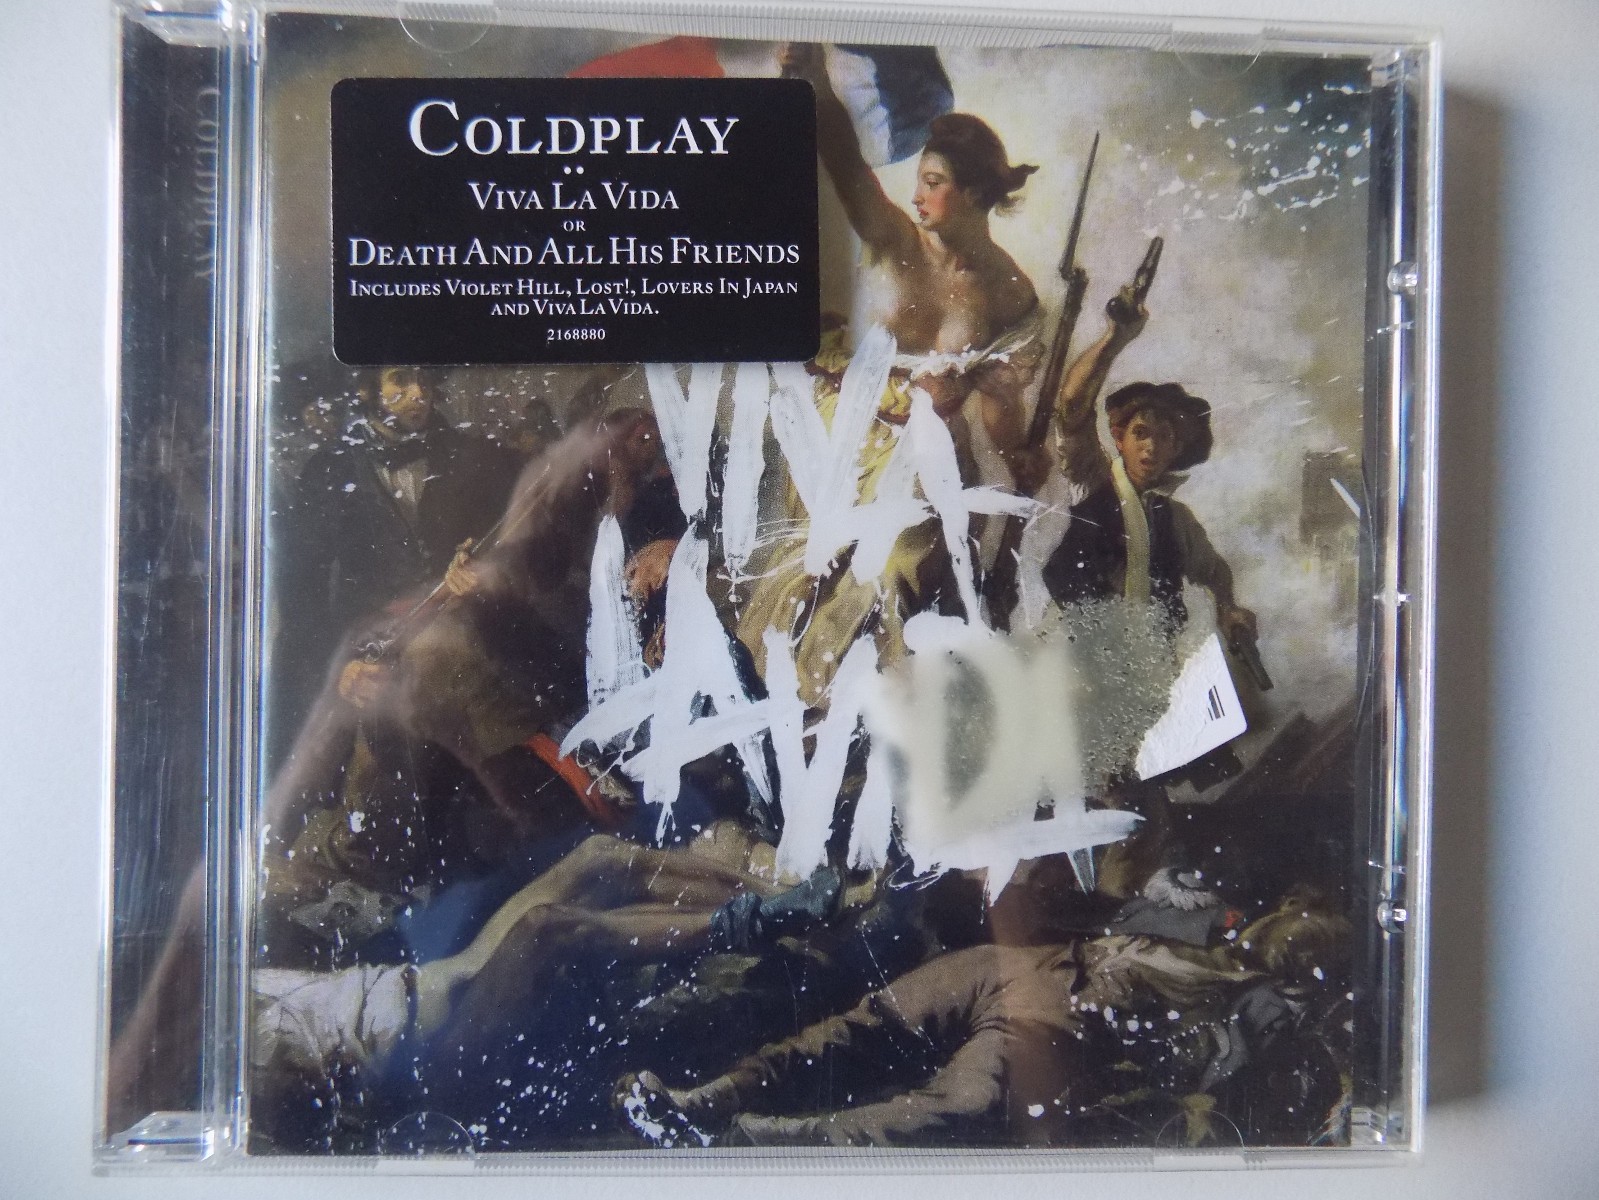 COLDPLAY
COLDPLAY
VIVA LA VIDA
OR
DEATH AND ALL HIS FRIENDS
INCLUDES VIOLET HILL, LOST!, LOVERS IN JAPAN
AND VIVA LA VIDA.
2168880
VIVA
LA